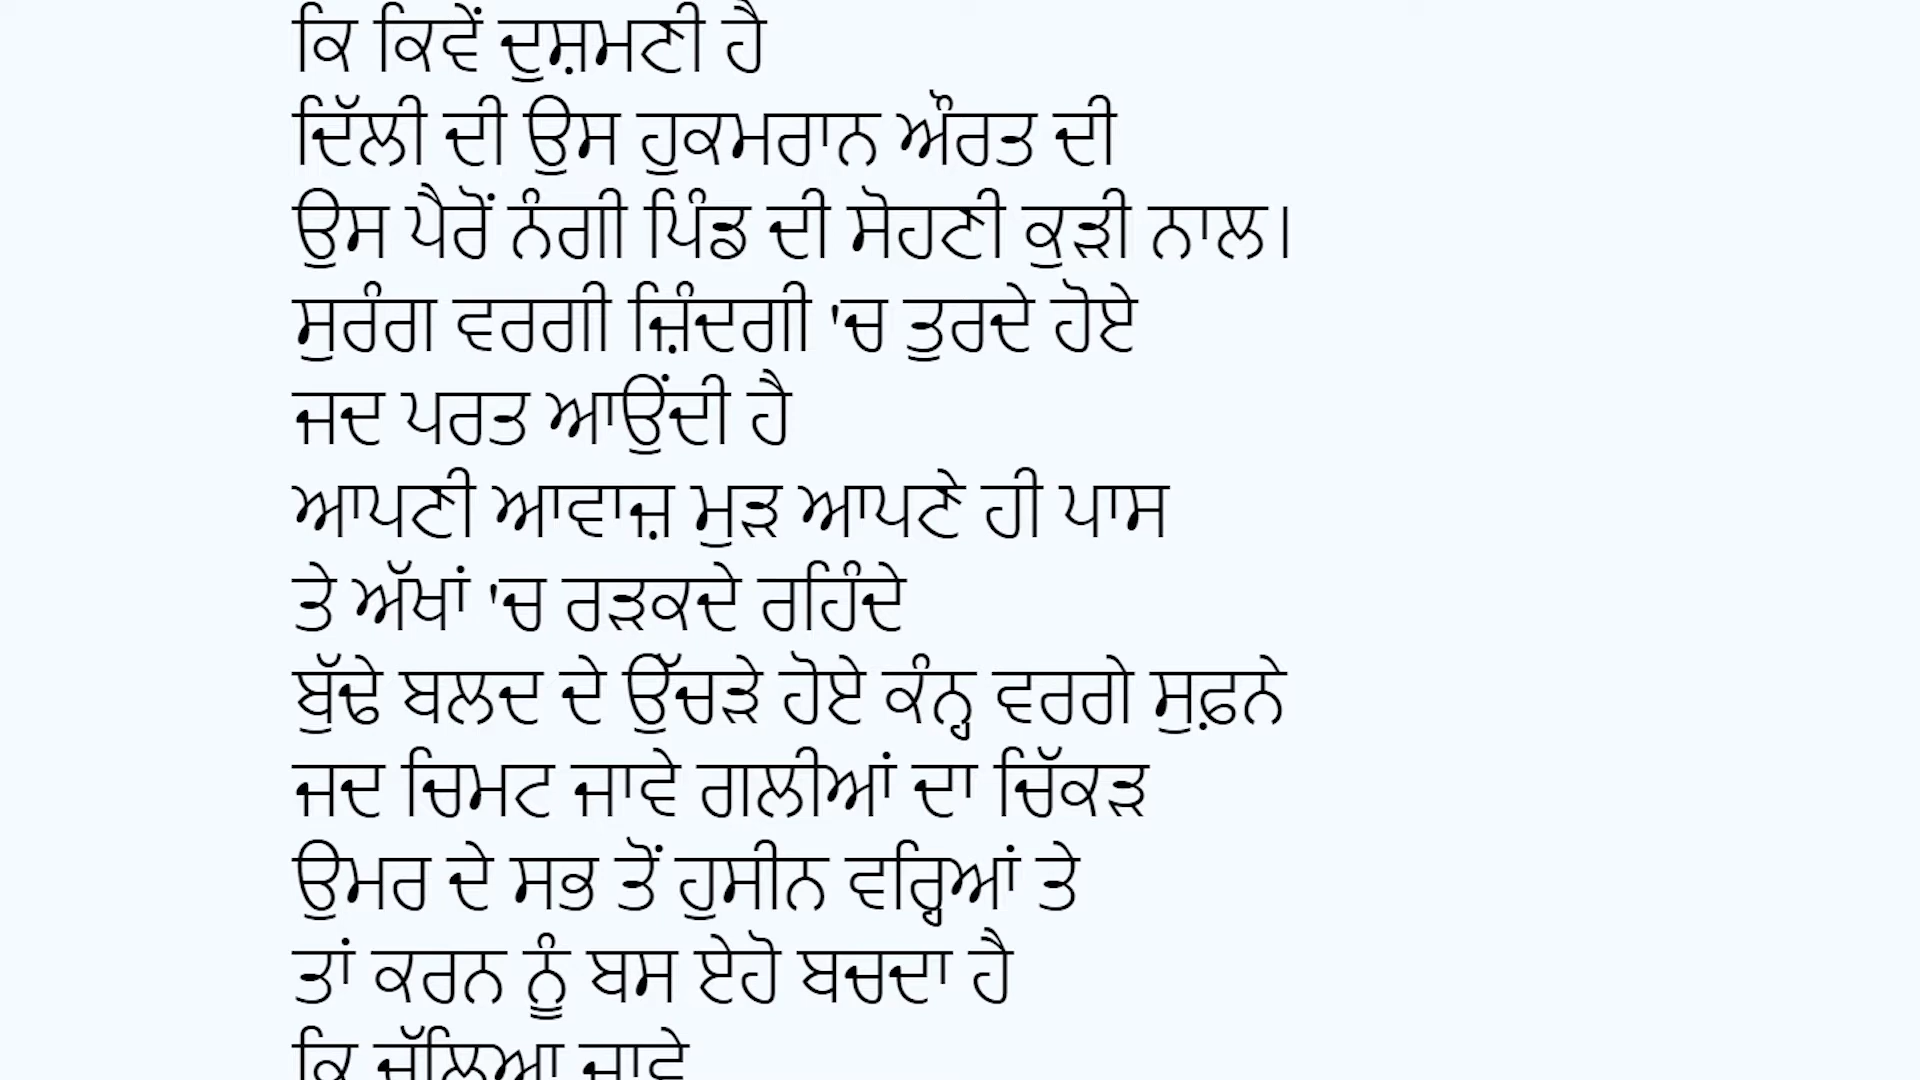 ਕਿ ਕਿਵੇਂ ਦੁਸ਼ਮਣੀ ਹੈ
ਦਿੱਲੀ ਦੀ ਉਸ ਹੁਕਮਰਾਨ ਔਰਤ ਦੀ
ਉਸ ਪੈਰੋਂ ਨੰਗੀ ਪਿੰਡ ਦੀ ਸੋਹਣੀ ਕੁੜੀ ਨਾਲ।
ਸੁਰੰਗ ਵਰਗੀ ਜ਼ਿੰਦਗੀ 'ਚ ਤੁਰਦੇ ਹੋਏ
ਜਦ ਪਰਤ ਆਉਂਦੀ ਹੈ
ਆਪਣੀ ਆਵਾਜ਼ ਮੁੜ ਆਪਣੇ ਹੀ ਪਾਸ
ਤੇ ਅੱਖਾਂ 'ਚ ਰੜਕਦੇ ਰਹਿੰਦੇ
ਬੁੱਢੇ ਬਲਦ ਦੇ ਉੱਚੜੇ ਹੋਏ ਕੰਨ੍ਹ ਵਰਗੇ ਸੁਫ਼ਨੇ
ਜਦ ਚਿਮਟ ਜਾਵੇ ਗਲੀਆਂ ਦਾ ਚਿੱਕੜ
ਉਮਰ ਦੇ ਸਭ ਤੋਂ ਹੁਸੀਨ ਵਰ੍ਹਿਆਂ ਤੇ
ਤਾਂ ਕਰਨ ਨੂੰ ਬਸ ਏਹੋ ਬਚਦਾ ਹੈ
ਕਿ ਚੱਲਿਆ ਜਾਵੇ